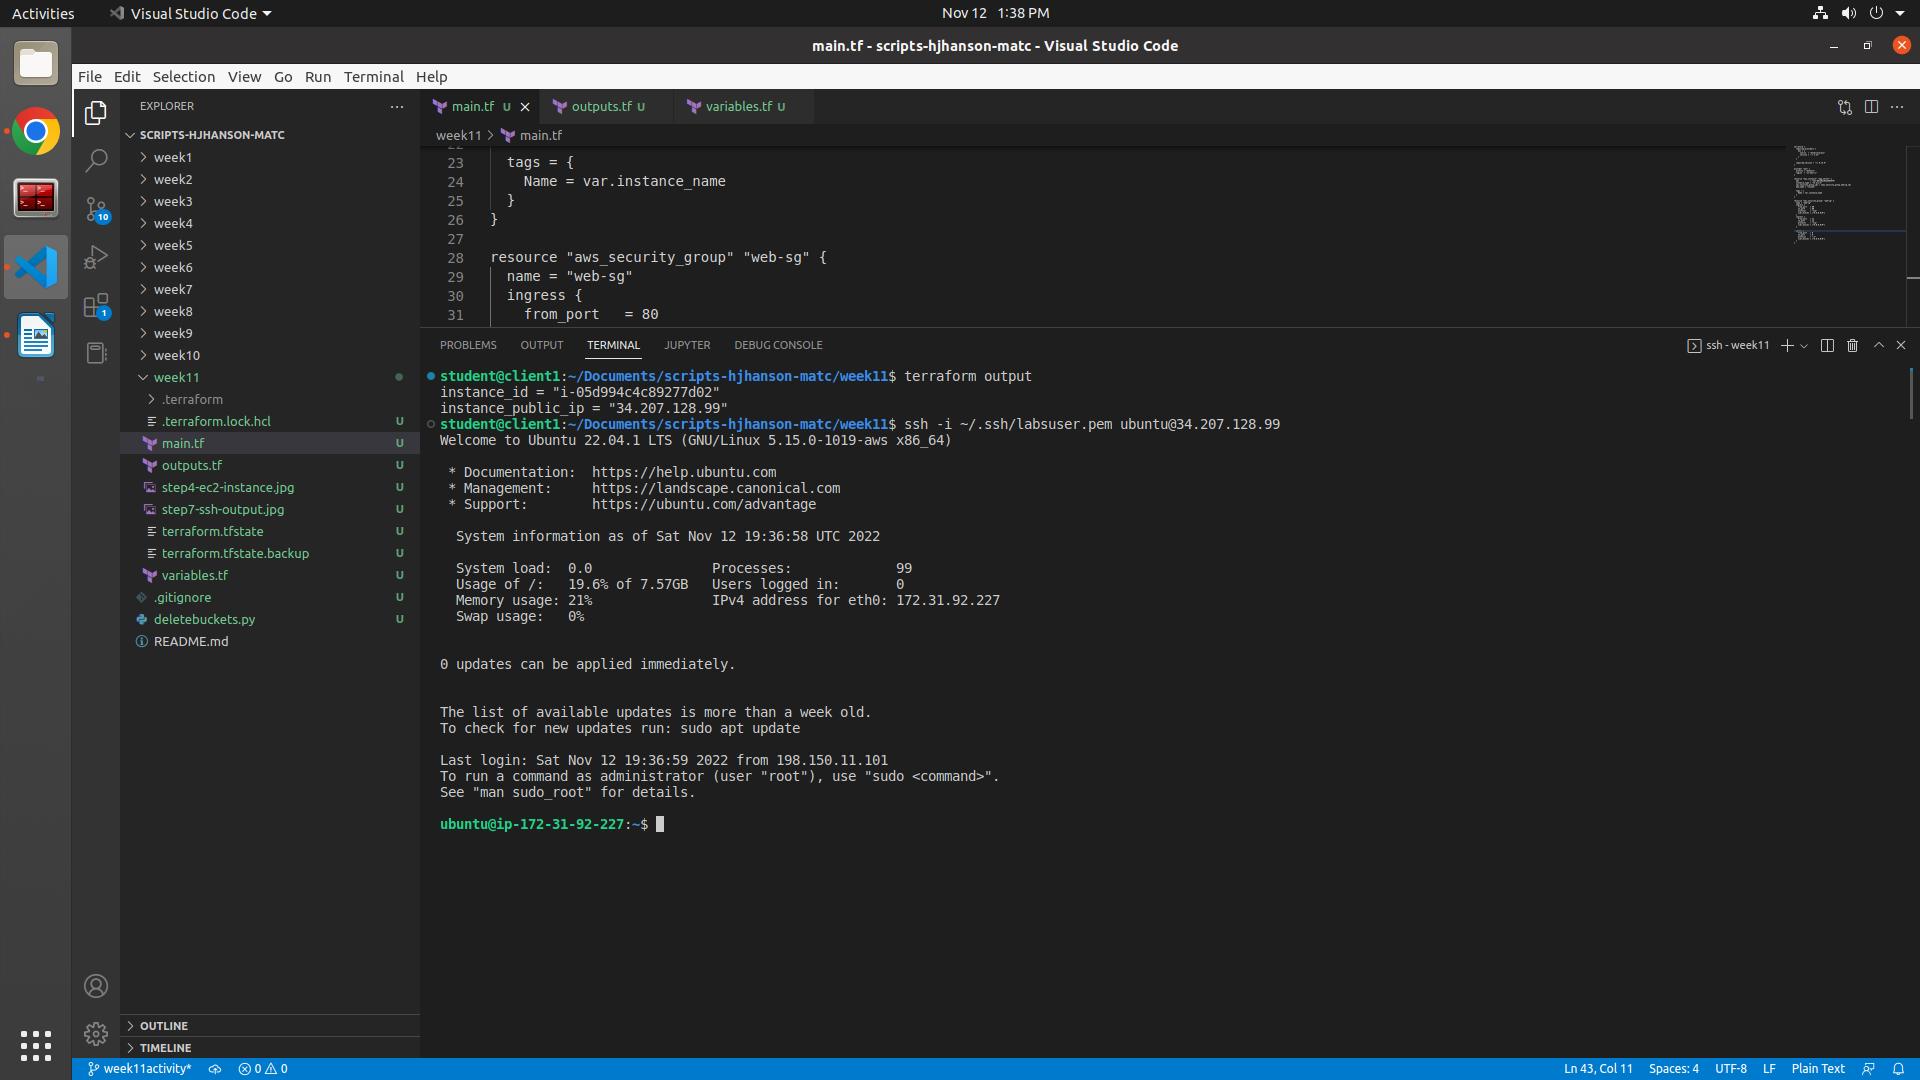 Activities
Visual Studio Code
Nov 12 1:38 PM
main.tf - scripts-hjhanson-matc - Visual Studio Code
File Edit Selection View Go Run Terminal Help
EXPLORER
SCRIPTS-HJHANSON-MATC
week1
week2
week3
week4
week5
week6
week7
week8
week9
week10
week11
.terraform
.terraform.lock.hcl U
main.tf U
outputs.tf U
step4-ec2-instance.jpg U
step7-ssh-output.jpg U
terraform.tfstate U
terraform.tfstate.backup U
variables.tf U
.gitignore U
deletebuckets.py U
README.md
OUTLINE
TIMELINE
10
1
main.tf U
outputs.tf U
variables.tf U
week11 > main.tf
23 tags = {
24 Name = var.instance_name
25 }
26 }
27
28 resource "aws_security_group" "web-sg" {
29 name = "web-sg"
30 ingress {
31 from_port = 80
PROBLEMS OUTPUT TERMINAL JUPYTER DEBUG CONSOLE
ssh - week11
student@client1:~/Documents/scripts-hjhanson-matc/week11$ terraform output
instance_id = "i-05d994c4c89277d02"
instance_public_ip = "34.207.128.99"
student@client1:~/Documents/scripts-hjhanson-matc/week11$ ssh -i ~/.ssh/labsuser.pem ubuntu@34.207.128.99
Welcome to Ubuntu 22.04.1 LTS (GNU/Linux 5.15.0-1019-aws x86_64)
* Documentation: https://help.ubuntu.com
* Management: https://landscape.canonical.com
* Support: https://ubuntu.com/advantage
System information as of Sat Nov 12 19:36:58 UTC 2022
System load: 0.0 Processes: 99
Usage of /: 19.6% of 7.57GB Users logged in: 0
Memory usage: 21% IPv4 address for eth0: 172.31.92.227
Swap usage: 0%
0 updates can be applied immediately.
The list of available updates is more than a week old.
To check for new updates run: sudo apt update
Last login: Sat Nov 12 19:36:59 2022 from 198.150.11.101
To run a command as administrator (user "root"), use "sudo <command>".
See "man sudo_root" for details.
ubuntu@ip-172-31-92-227:~$
week11activity* 0 0
Ln 43, Col 11 Spaces: 4 UTF-8 LF Plain Text